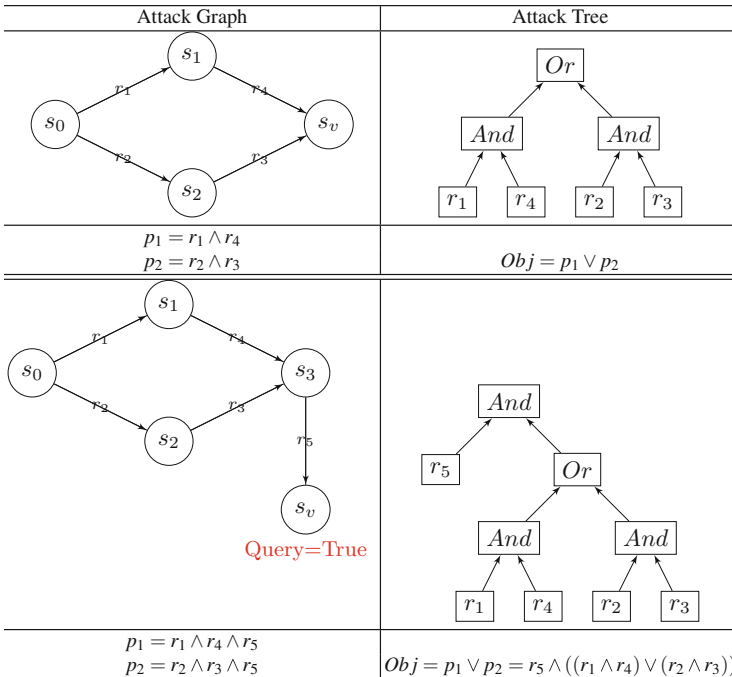 Attack Graph Attack Tree
s₁
r₁ r₄
s₀ sᵥ
r₂ r₃
s₂
Or
And And
r₁ r₄ r₂ r₃
p₁ = r₁ ∧ r₄
p₂ = r₂ ∧ r₃
Obj = p₁ ∨ p₂
s₁
r₁ r₄
s₀ s₃
r₂ r₃
s₂
r₅
sᵥ
Query=True
And
r₅ Or
And And
r₁ r₄ r₂ r₃
p₁ = r₁ ∧ r₄ ∧ r₅
p₂ = r₂ ∧ r₃ ∧ r₅
Obj = p₁ ∨ p₂ = r₅ ∧ ((r₁ ∧ r₄) ∨ (r₂ ∧ r₃))